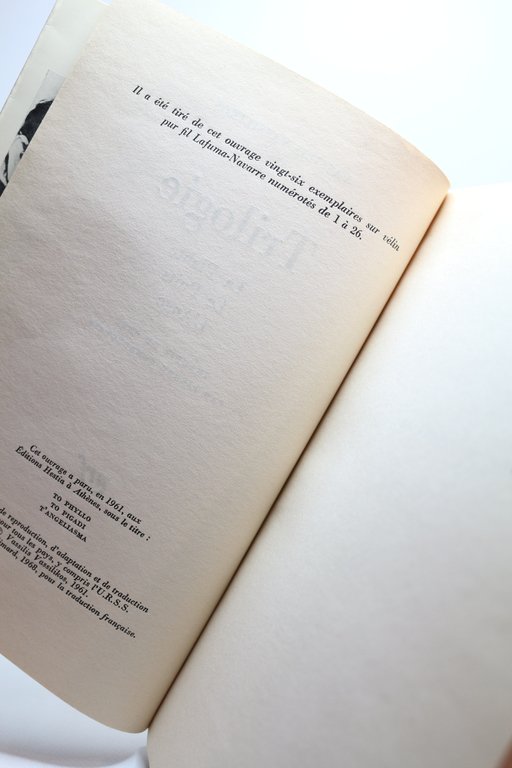 Il a été tiré de cet ouvrage vingt-six exemplaires sur vélin
pur fil Lafuma-Navarre numérotés de 1 à 26.
Trilogie
Cet ouvrage a paru, en 1961, aux
Éditions Hestia à Athènes, sous le titre :
TO PHYLLO
TO PIGADY
T'ANGELIASMA
de reproduction, d'adaptation et de traduction
pour tous les pays, y compris l'U.R.S.S.
© Vassilis Vassilikos, 1961.
1968, pour la traduction française.